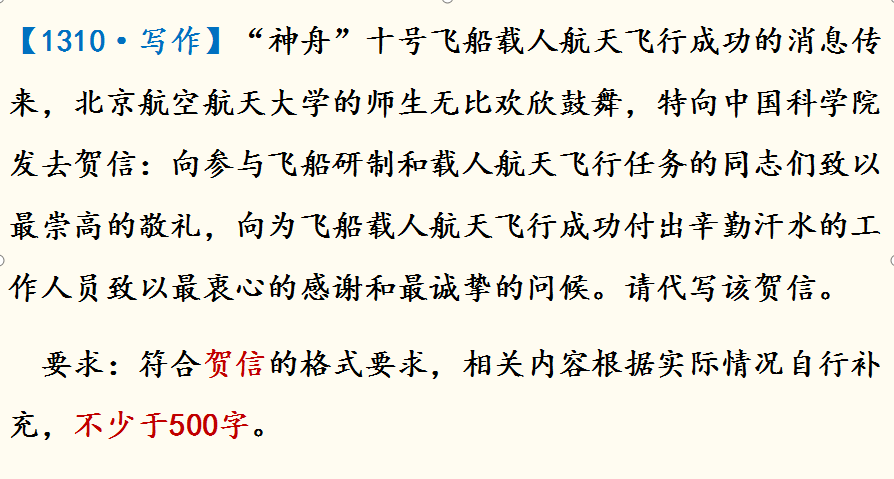 【1310·写作】“神舟”十号飞船载人航天飞行成功的消息传
来，北京航空航天大学的师生无比欢欣鼓舞，特向中国科学院
发去贺信：向参与飞船研制和载人航天飞行任务的同志们致以
最崇高的敬礼，向为飞船载人航天飞行成功付出辛勤汗水的工
作人员致以最衷心的感谢和最诚挚的问候。请代写该贺信。
要求：符合贺信的格式要求，相关内容根据实际情况自行补
充，不少于500字。